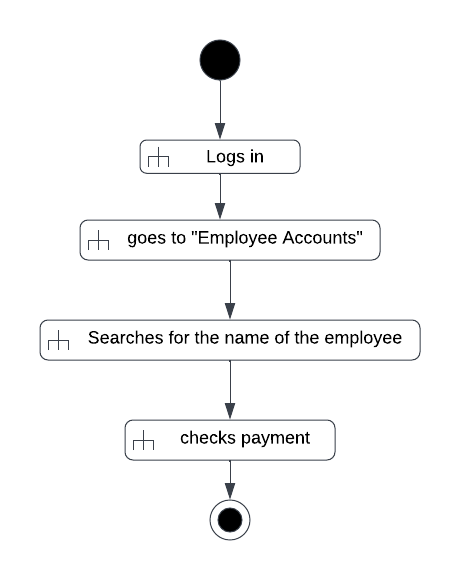 Logs in
goes to "Employee Accounts"
Searches for the name of the employee
checks payment